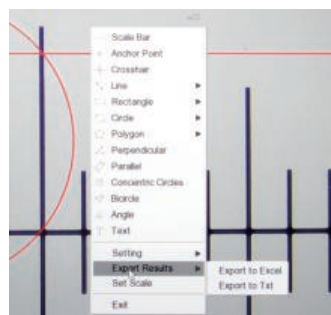 Scale Bar
Anchor Point
Crosshair
Line
Rectangle
Circle
Polygon
Perpendicular
Parallel
Concentric Circles
Bicircle
Angle
Text
Setting
Export Results
Export to Excel
Set Scale
Export to Txt
Exit